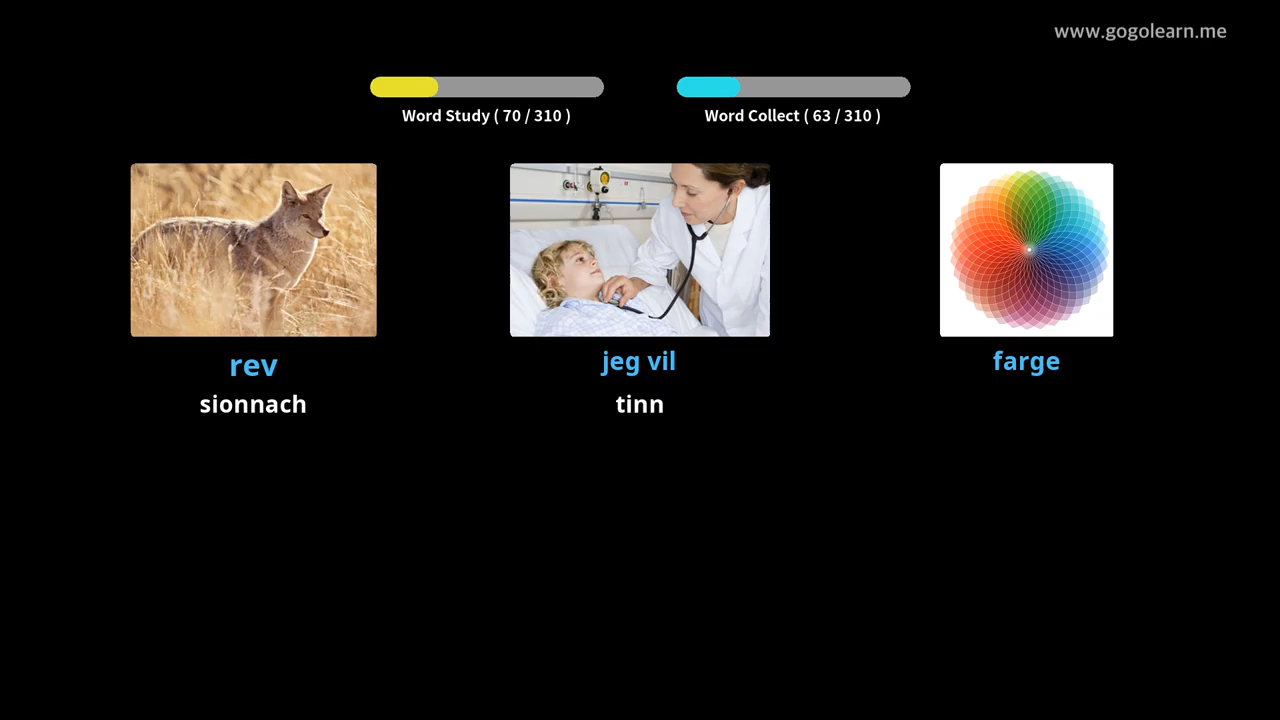 www.gogolearn.me
Word Study ( 70 / 310 )
Word Collect ( 63 / 310 )
rev
jeg vil
farge
sionnach
tinn